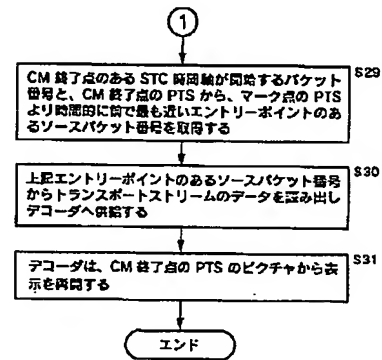 1
CM 終了点のある STC 時間軸が開始するパケット S29
番号と、CM 終了点の PTS から、マーク点の PTS
より時間的に前で最も近いエントリーポイントのあ
るソースパケット番号を取得する
上記エントリーポイントのあるソースパケット番号 S30
からトランスポートストリームのデータを読み出し
デコーダへ供給する
デコーダは、CM 終了点の PTS のピクチャから表 S31
示を再開する
エンド